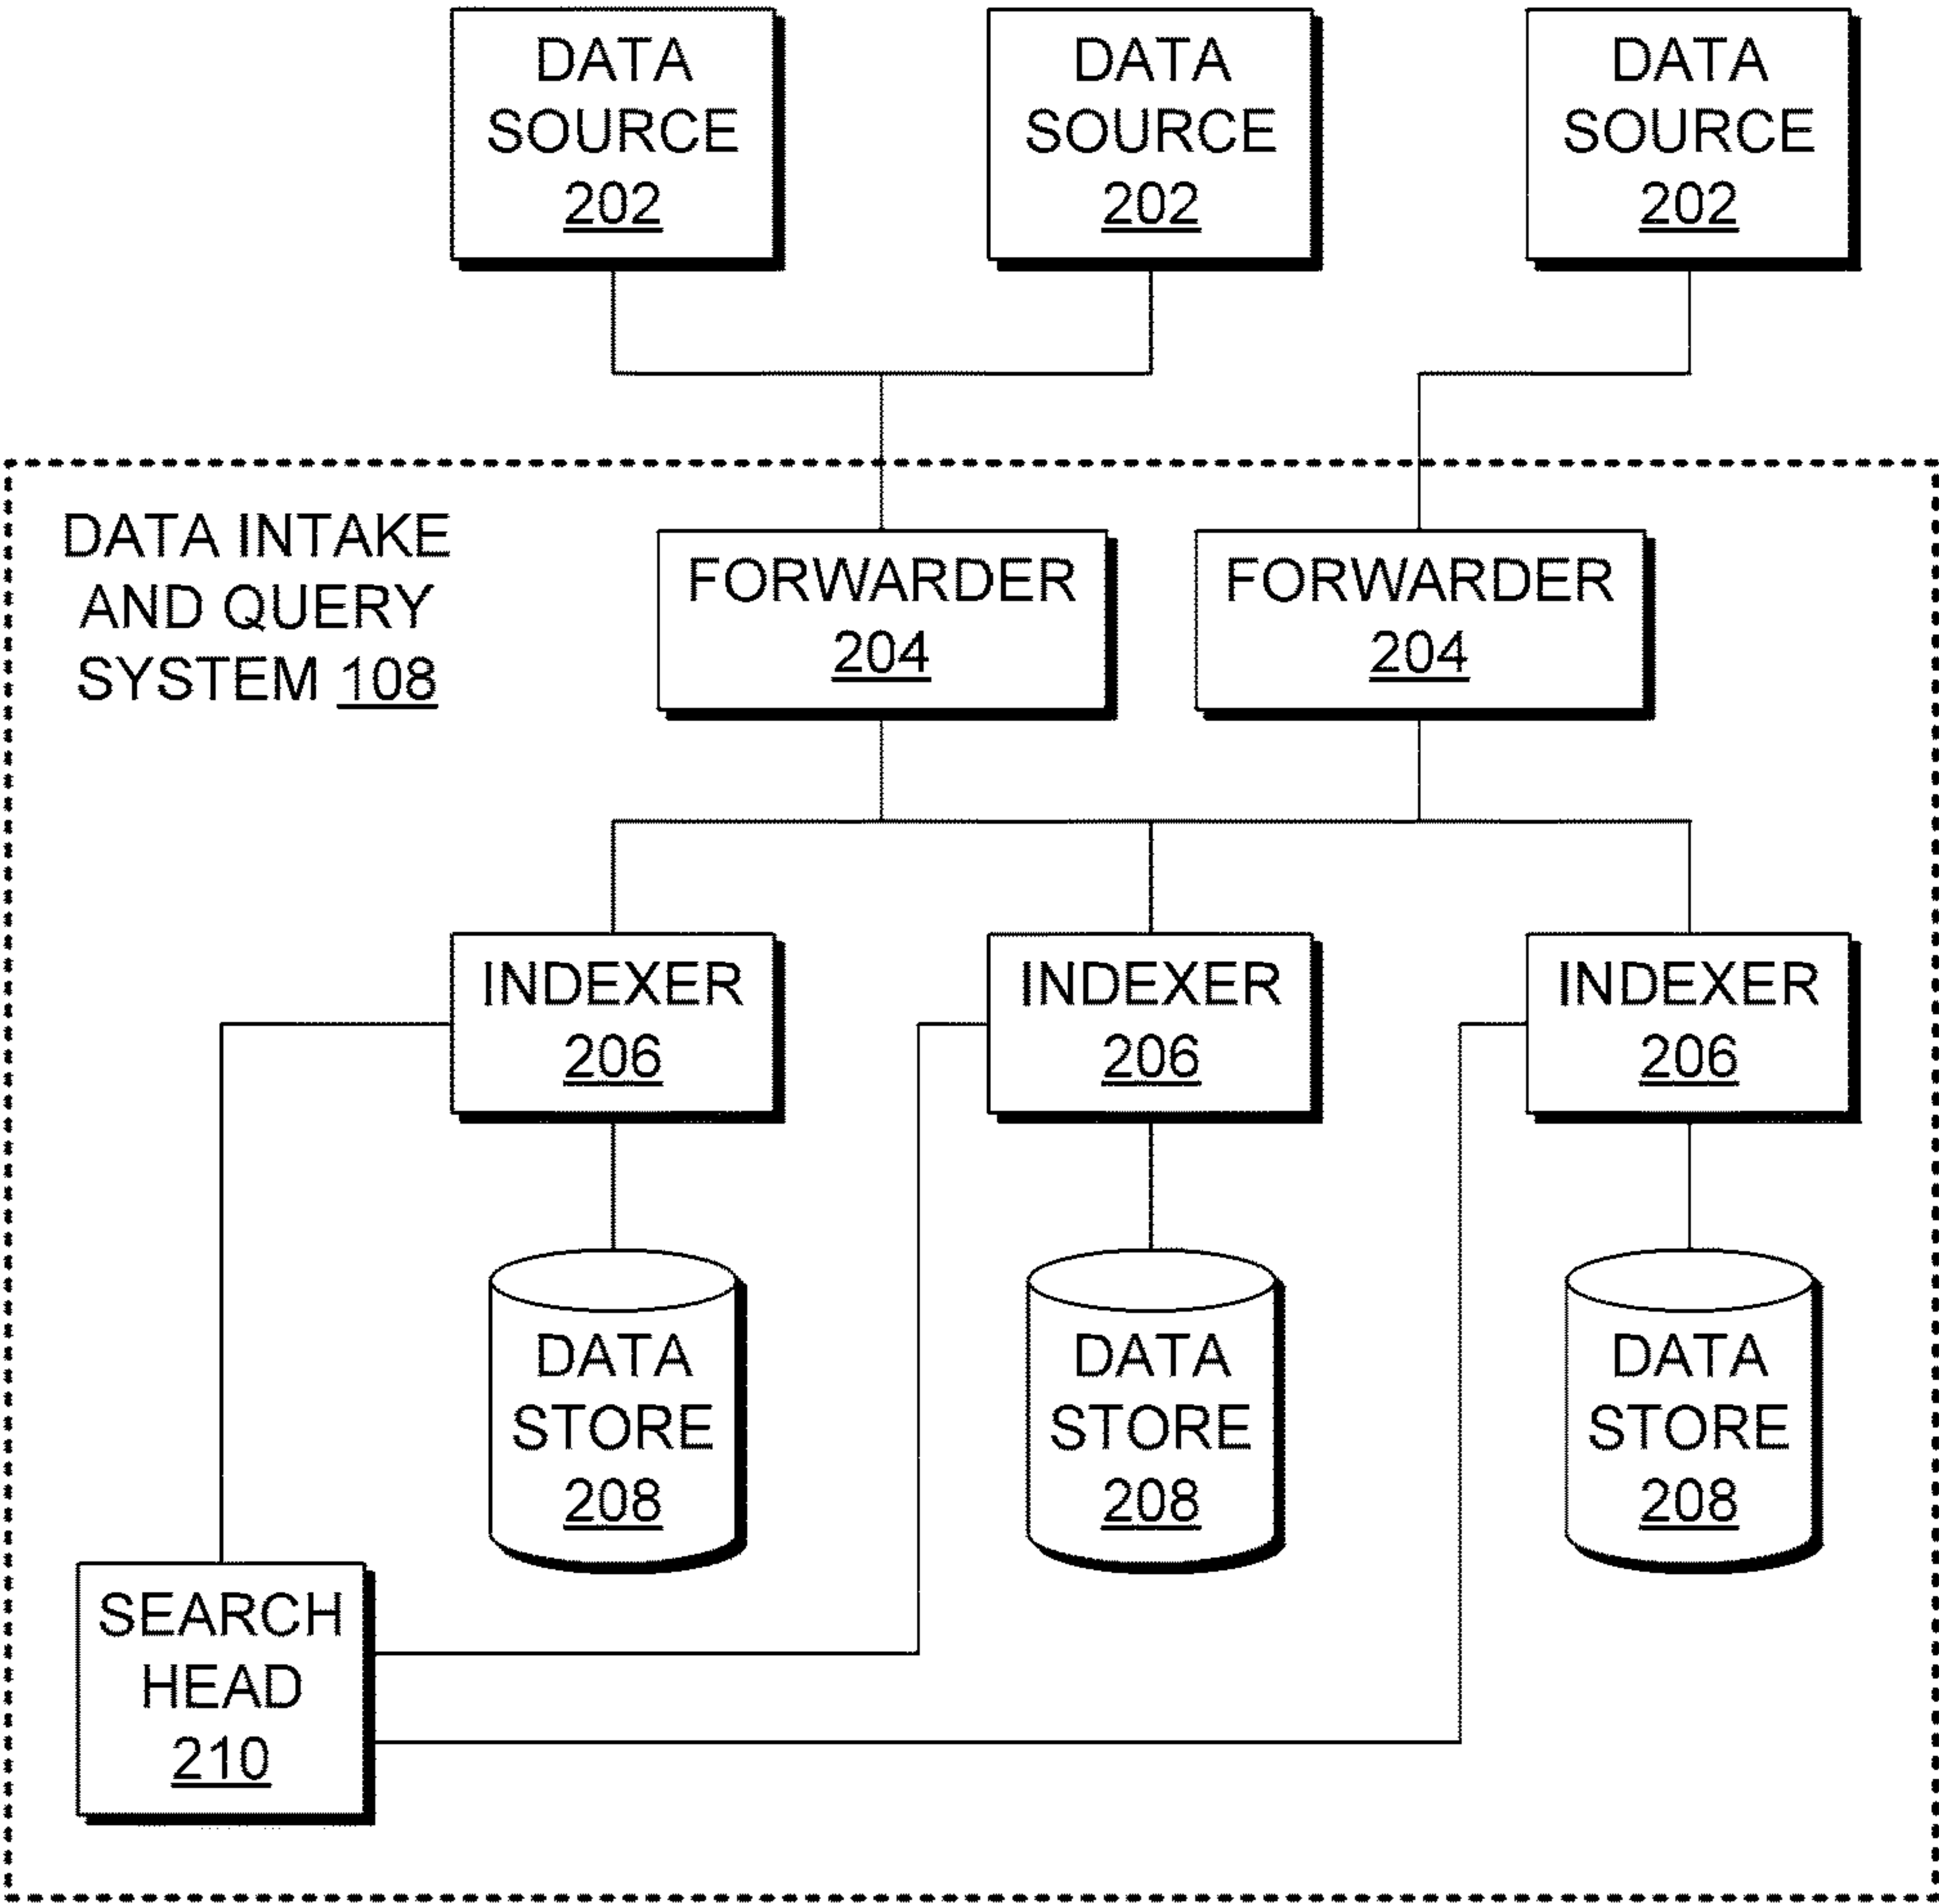 DATA
SOURCE
202
DATA
SOURCE
202
DATA
SOURCE
202
DATA INTAKE
AND QUERY
SYSTEM 108
FORWARDER
204
FORWARDER
204
INDEXER
206
INDEXER
206
INDEXER
206
DATA
STORE
208
DATA
STORE
208
DATA
STORE
208
SEARCH
HEAD
210